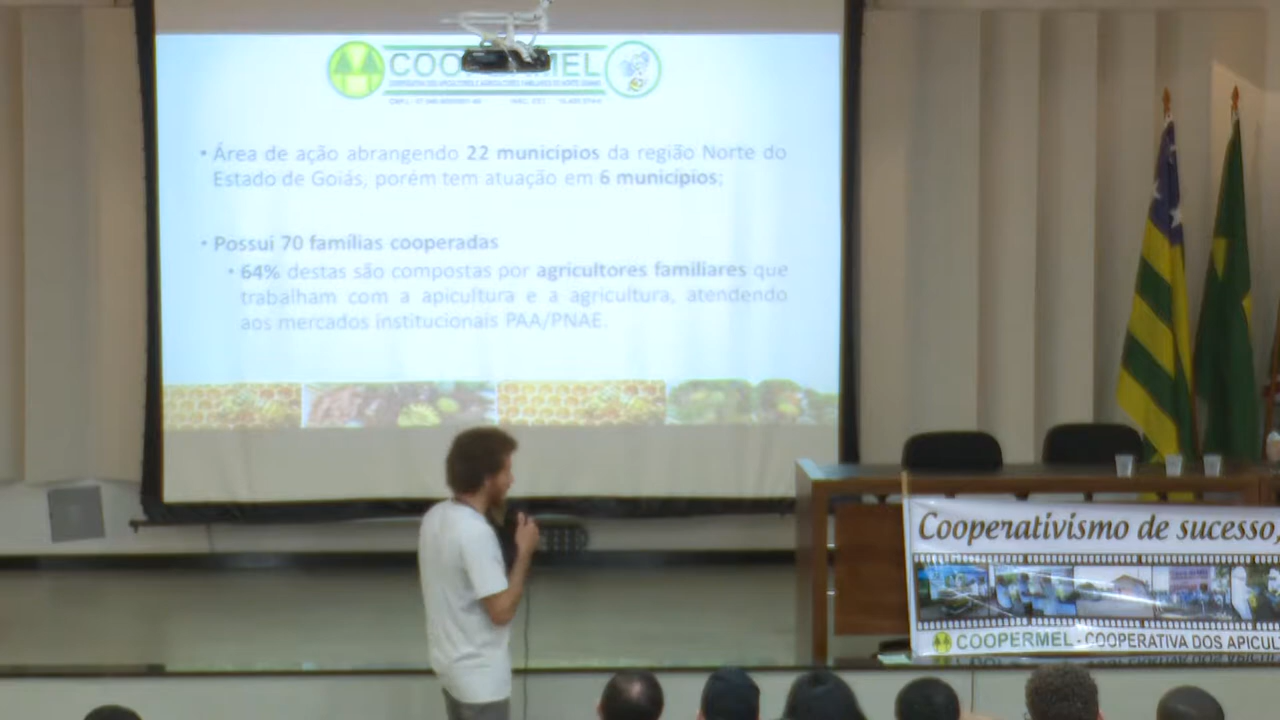 COOPERMEL
• Área de ação abrangendo 22 municípios da região Norte do
Estado de Goiás, porém tem atuação em 6 municípios;
• Possui 70 famílias cooperadas
• 64% destas são compostas por agricultores familiares que
trabalham com a apicultura e a agricultura, atendendo
aos mercados institucionais PAA/PNAE.
Cooperativismo de sucesso,
COOPERMEL - COOPERATIVA DOS APICUL